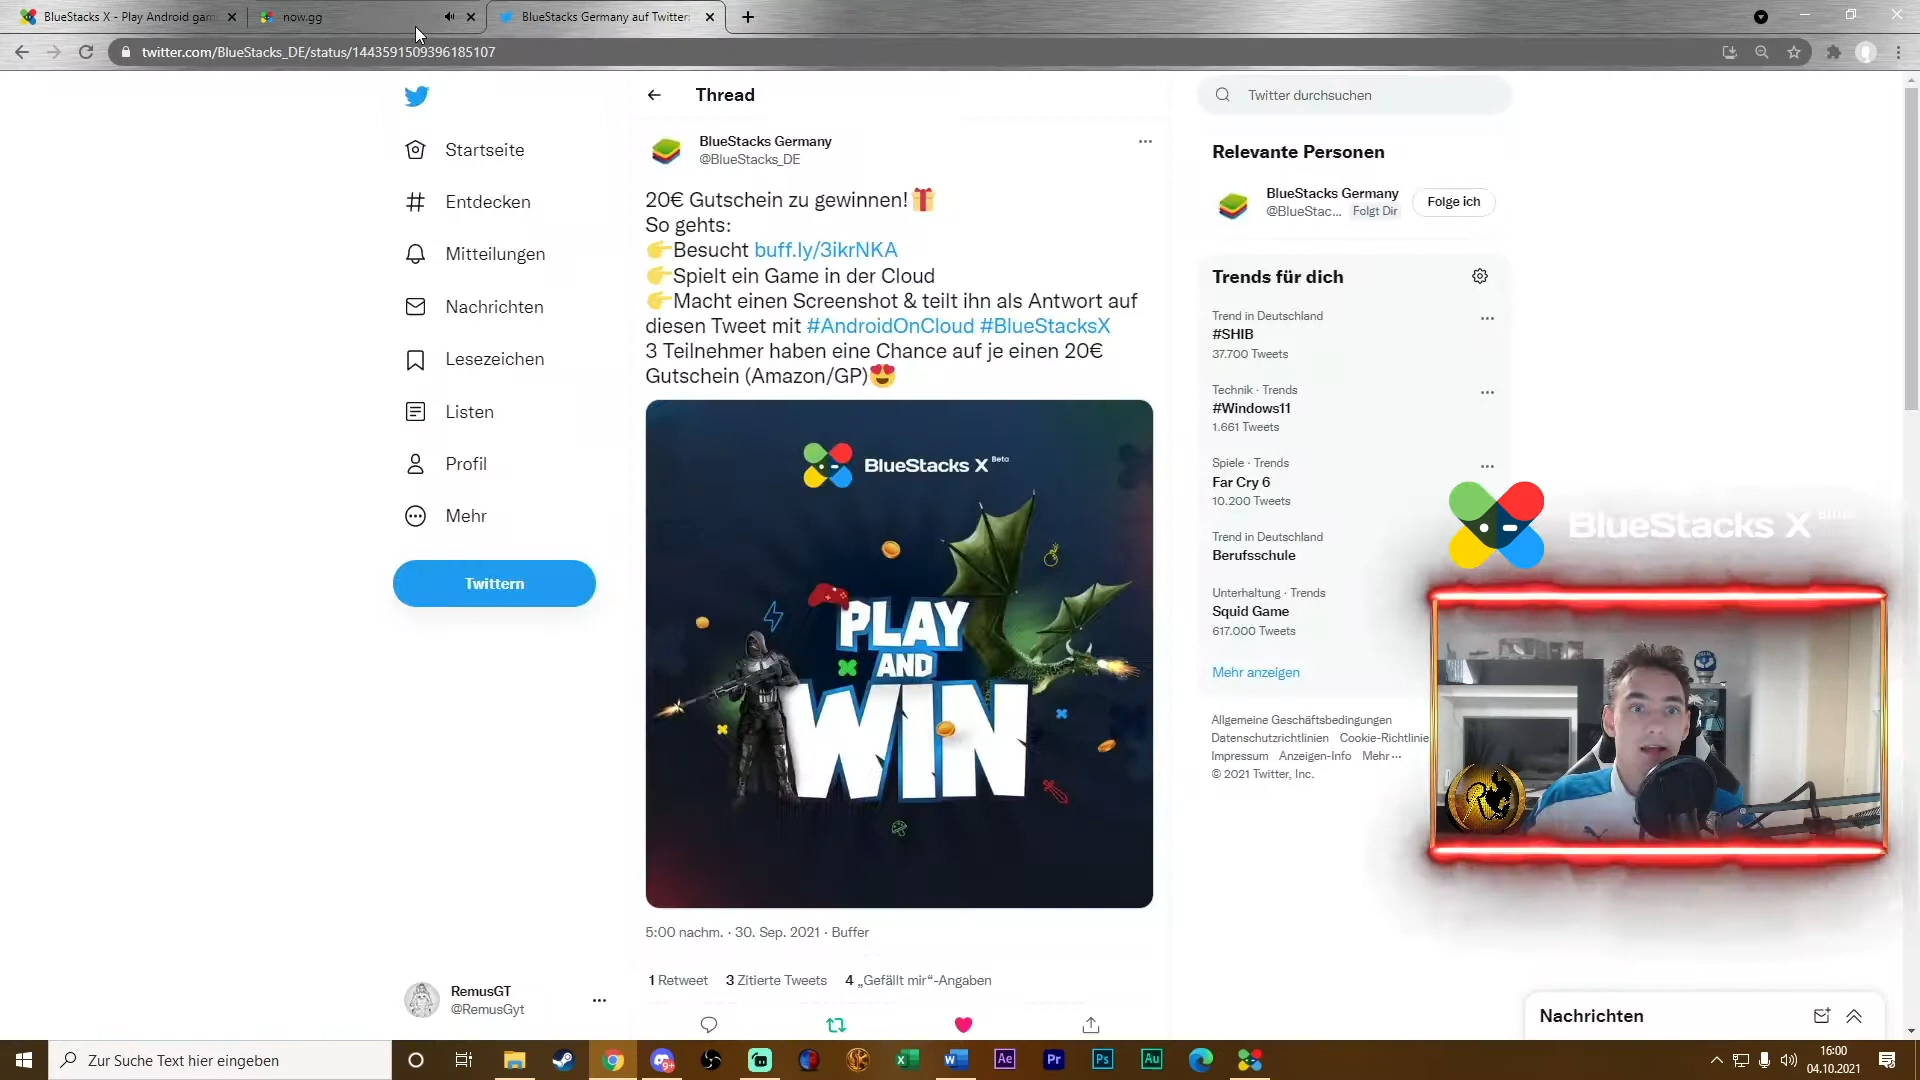 BlueStacks X - Play Android gam
now.gg
BlueStacks Germany auf Twitter:
twitter.com/BlueStacks_DE/status/1443591509396185107
Startseite
Entdecken
Mitteilungen
Nachrichten
Lesezeichen
Listen
Profil
Mehr
Twittern
RemusGT
@RemusGyt
Thread
BlueStacks Germany
@BlueStacks_DE
20€ Gutschein zu gewinnen!🎁
So gehts:
👉Besucht buff.ly/3ikrNKA
👉Spielt ein Game in der Cloud
👉Macht einen Screenshot & teilt ihn als Antwort auf
diesen Tweet mit #AndroidOnCloud #BlueStacksX
3 Teilnehmer haben eine Chance auf je einen 20€
Gutschein (Amazon/GP)😍
BlueStacks X Beta
PLAY
AND
WIN
5:00 nachm. · 30. Sep. 2021 · Buffer
1 Retweet 3 Zitierte Tweets 4 „Gefällt mir“-Angaben
Twitter durchsuchen
Relevante Personen
BlueStacks Germany
@BlueStac... Folgt Dir
Folge ich
Trends für dich
Trend in Deutschland
#SHIB
37.700 Tweets
Technik · Trends
#Windows11
1.661 Tweets
Spiele · Trends
Far Cry 6
10.200 Tweets
Trend in Deutschland
Berufsschule
Unterhaltung · Trends
Squid Game
617.000 Tweets
Mehr anzeigen
Allgemeine Geschäftsbedingungen
Datenschutzrichtlinien Cookie-Richtlinie
Impressum Anzeigen-Info Mehr ···
© 2021 Twitter, Inc.
BlueStacks X
Nachrichten
Zur Suche Text hier eingeben
9+
Ae
Pr
Ps
Au
16:00
04.10.2021